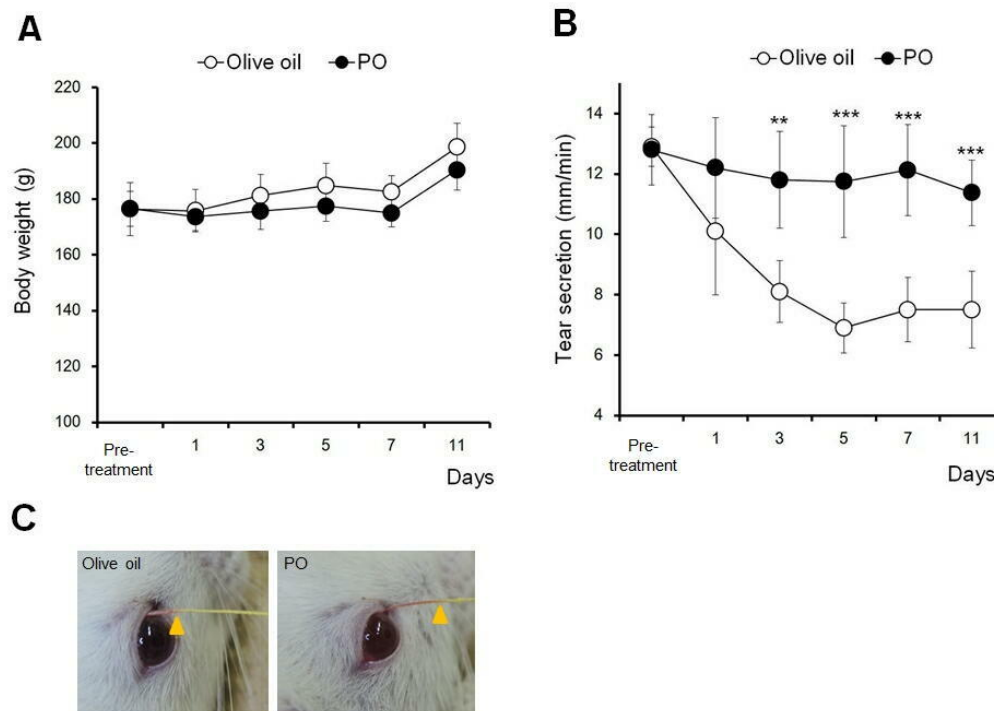 A
Olive oil PO
Body weight (g)
220
200
180
160
140
120
100
Pre-
treatment
1 3 5 7 11
Days
B
Olive oil PO
Tear secretion (mm/min)
14
12
10
8
6
4
** *** *** ***
Pre-
treatment
1 3 5 7 11
Days
C
Olive oil PO